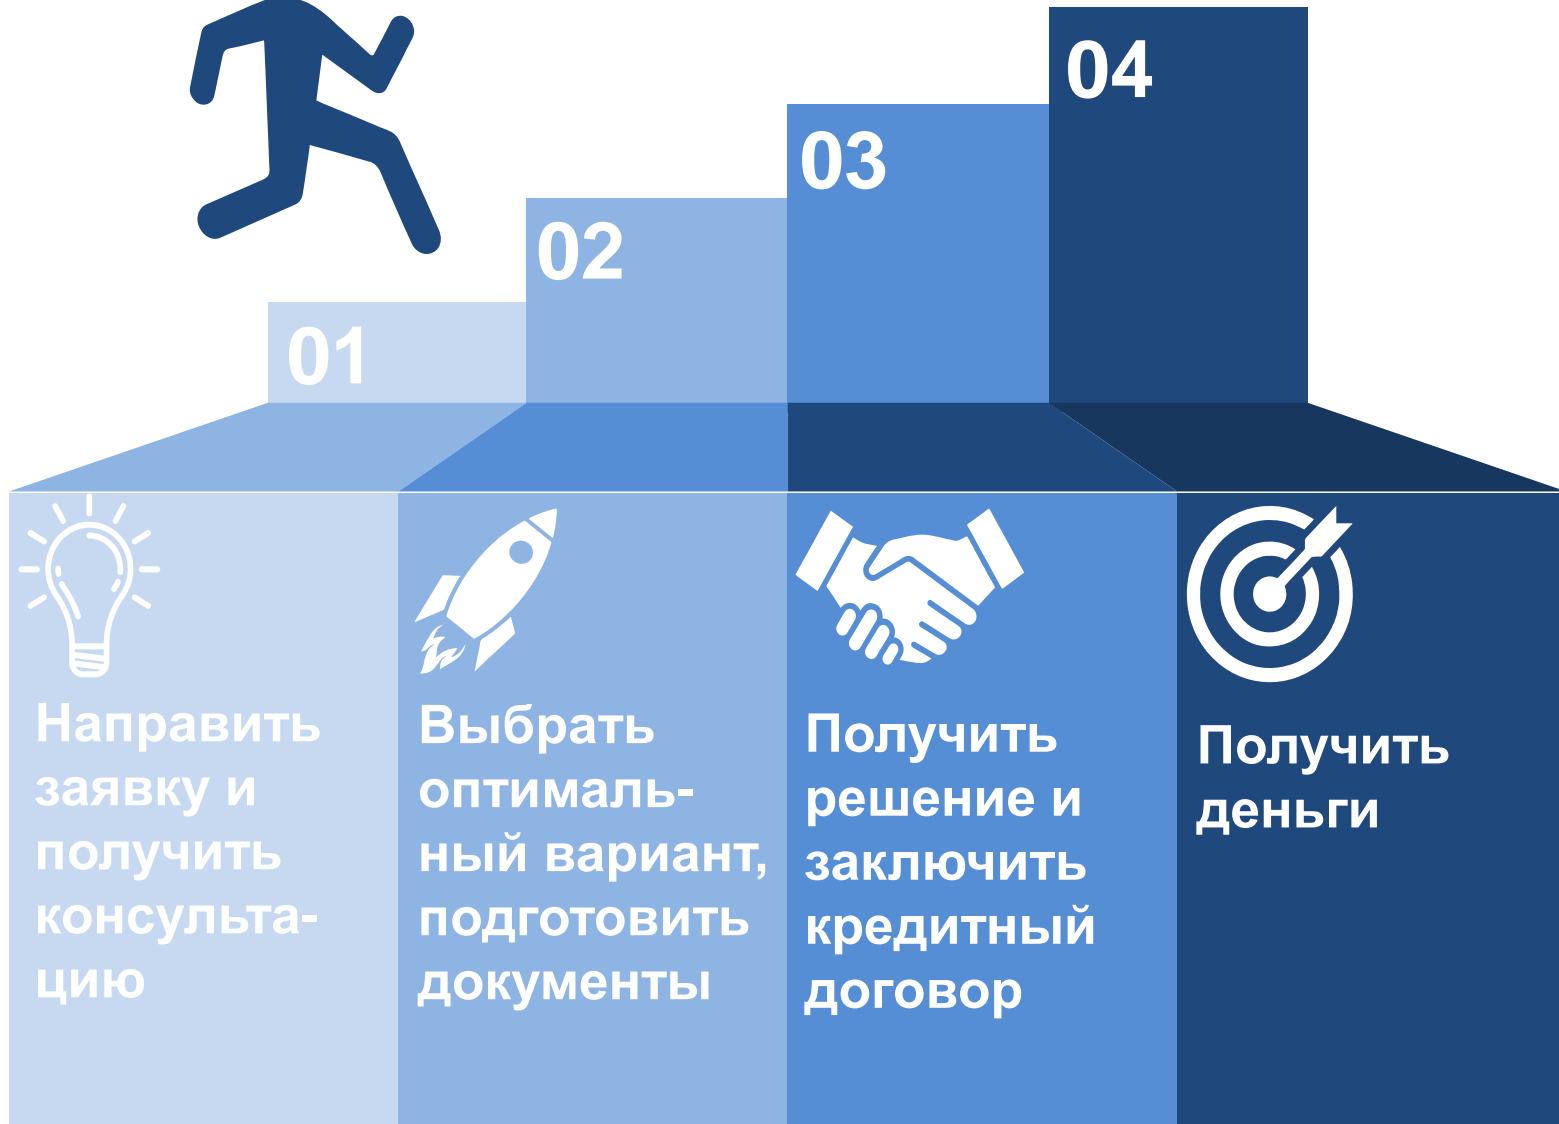 01
02
03
04
Направить
заявку и
получить
консульта-
цию
Выбрать
оптималь-
ный вариант,
подготовить
документы
Получить
решение и
заключить
кредитный
договор
Получить
деньги